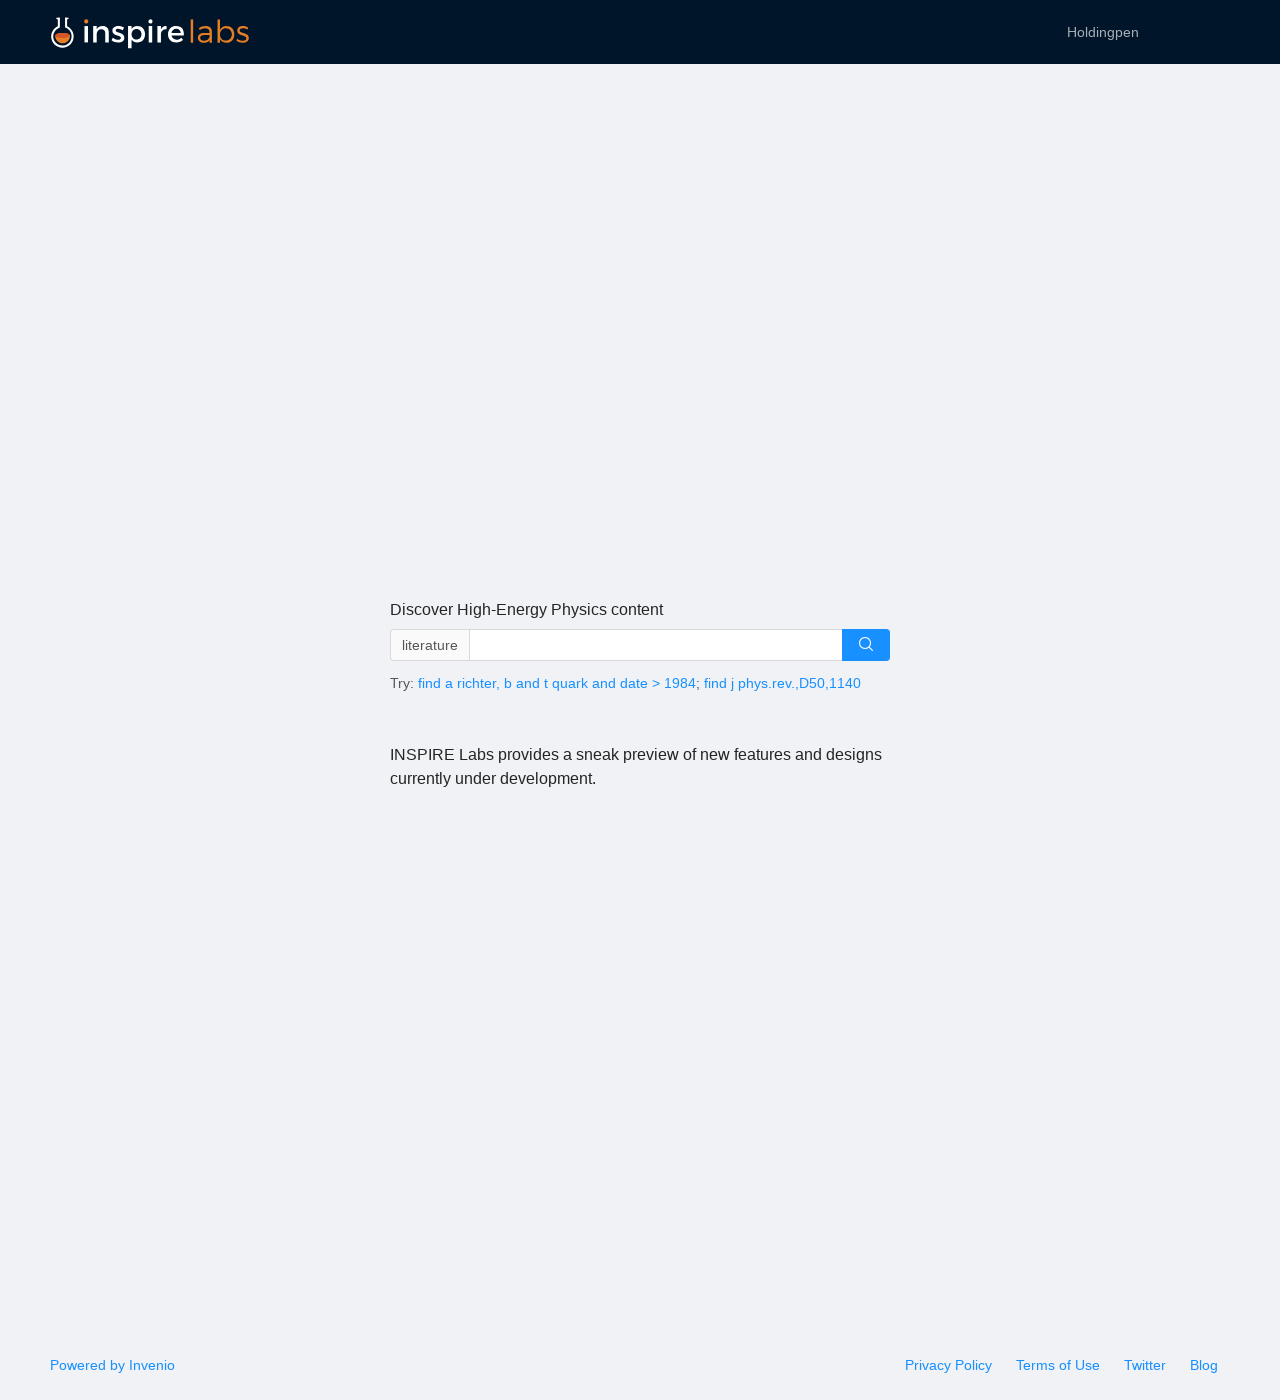 inspire labs
Holdingpen
Discover High-Energy Physics content
literature
Try: find a richter, b and t quark and date > 1984; find j phys.rev.,D50,1140
INSPIRE Labs provides a sneak preview of new features and designs
currently under development.
Powered by Invenio
Privacy Policy
Terms of Use
Twitter
Blog